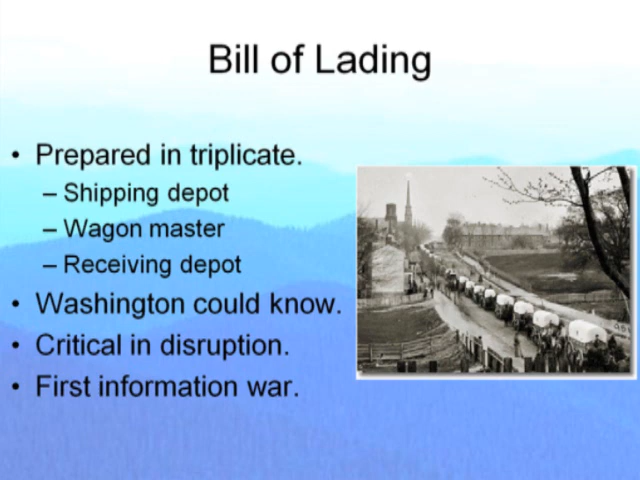 Bill of Lading
• Prepared in triplicate.
– Shipping depot
– Wagon master
– Receiving depot
• Washington could know.
• Critical in disruption.
• First information war.